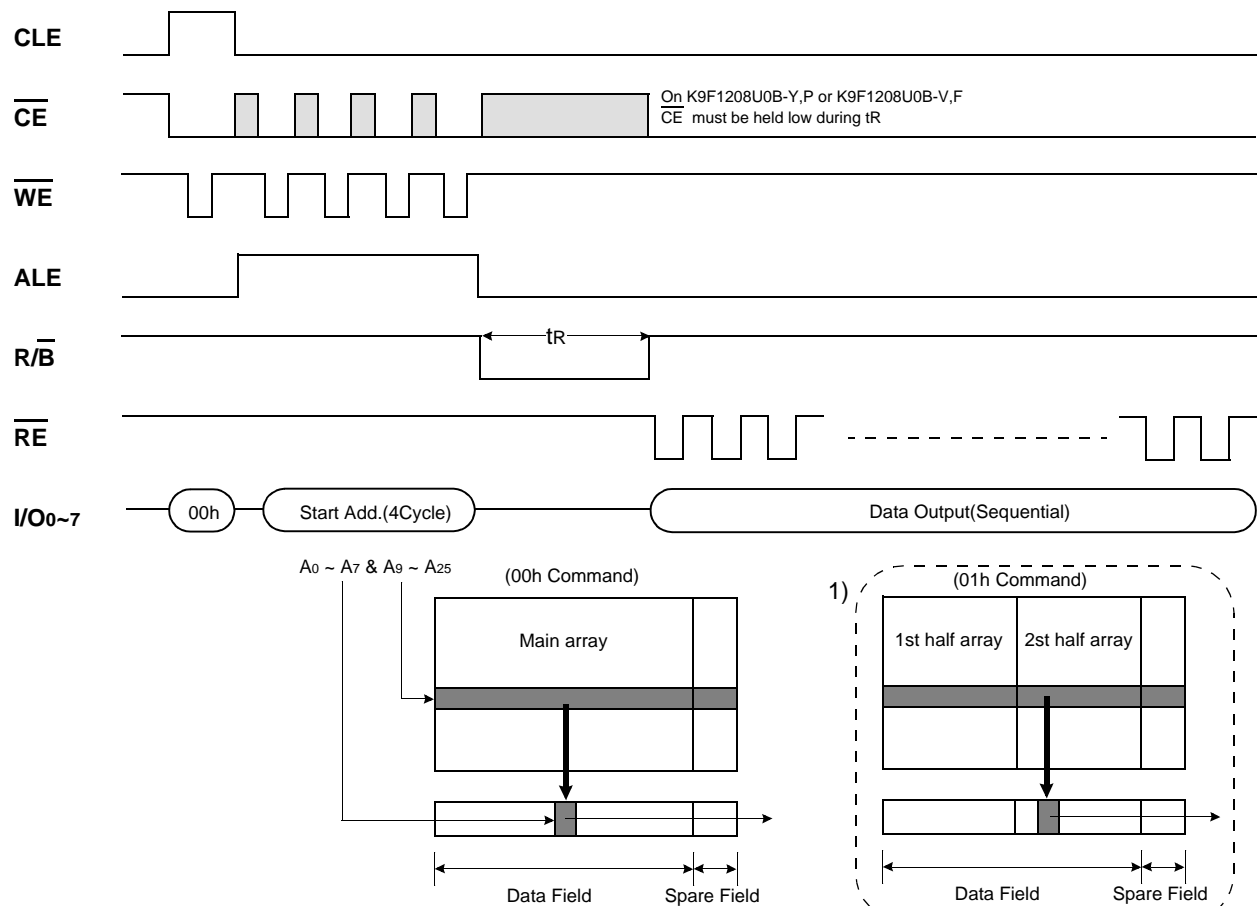 CLE
CE
On K9F1208U0B-Y,P or K9F1208U0B-V,F
CE must be held low during tR
WE
ALE
R/B
tR
RE
I/O0~7
00h
Start Add.(4Cycle)
Data Output(Sequential)
A0 ~ A7 & A9 ~ A25
(00h Command)
1)
(01h Command)
Main array
1st half array
2st half array
Data Field
Spare Field
Data Field
Spare Field